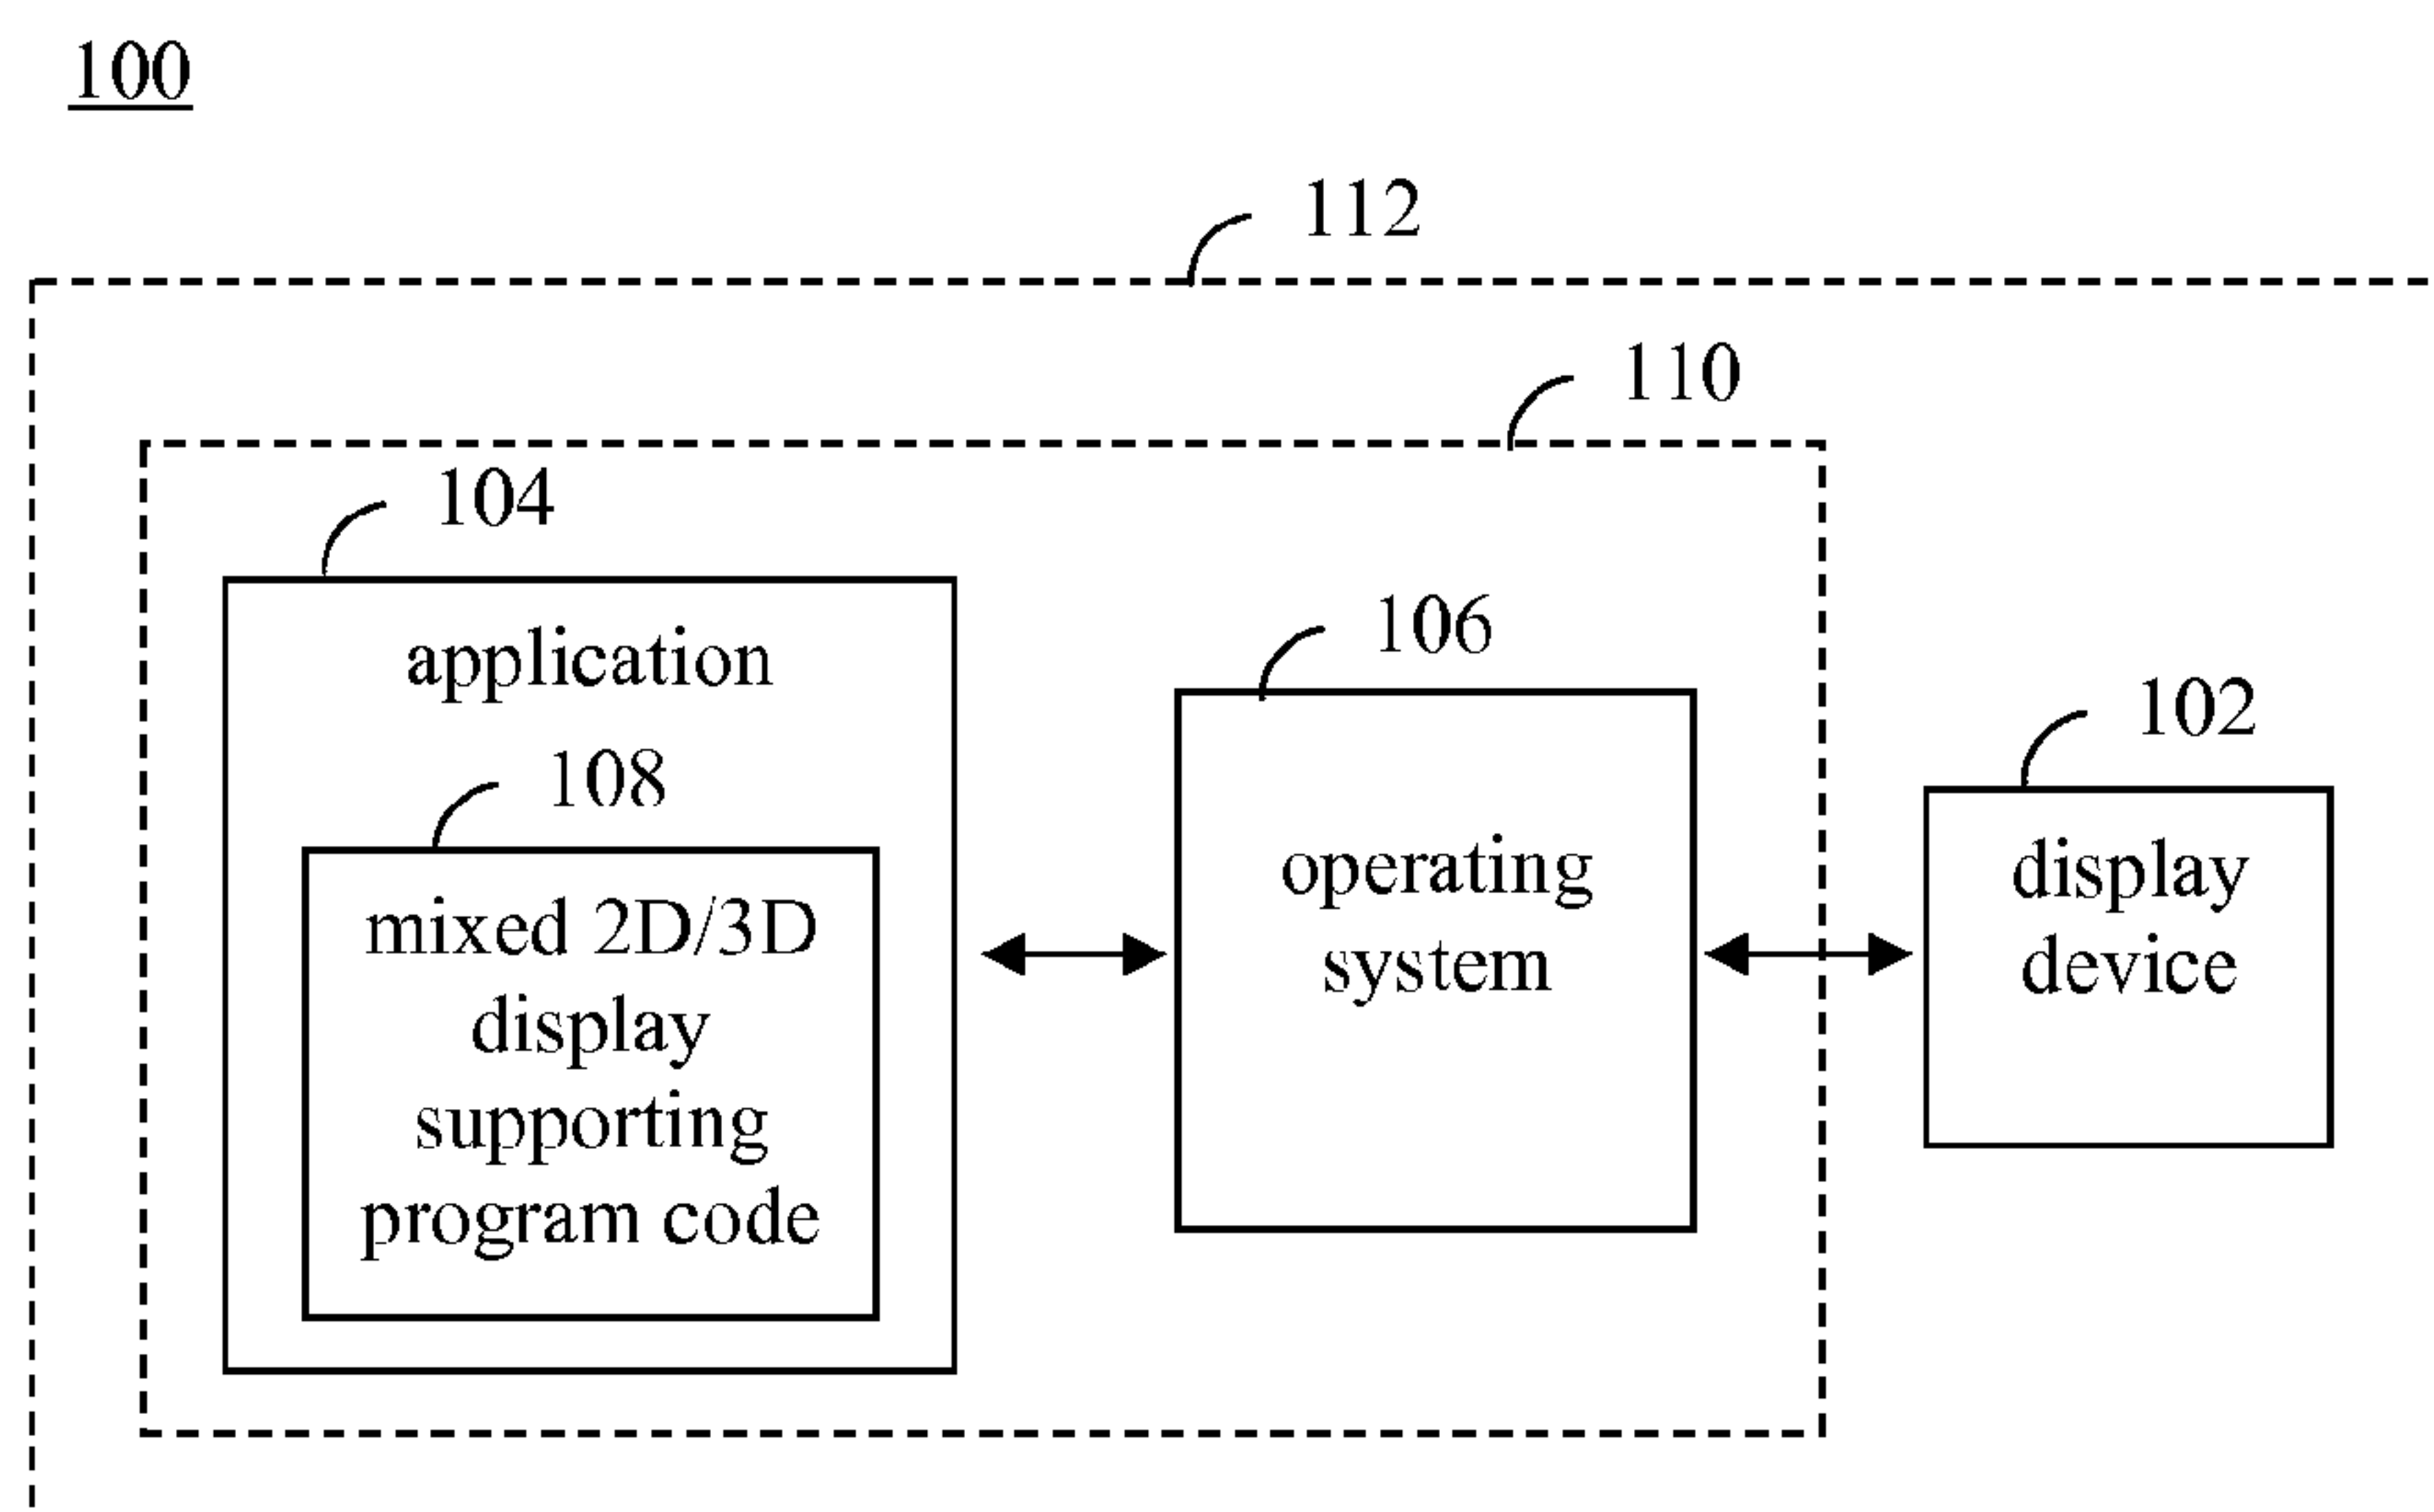 100
112
110
104
application
106
102
108
operating
system
display
device
mixed 2D/3D
display
supporting
program code